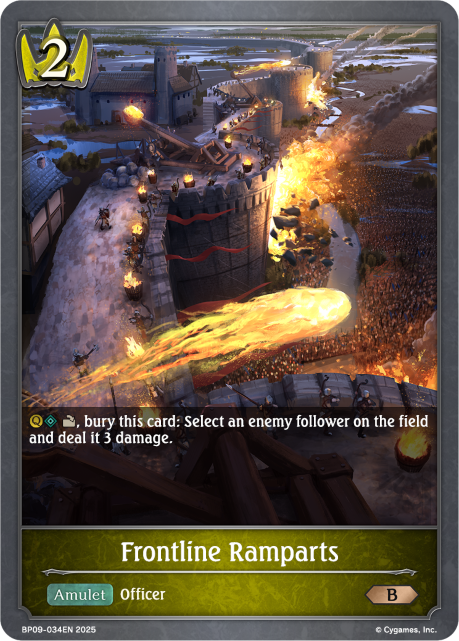 2
, bury this card: Select an enemy follower on the field
and deal it 3 damage.
Frontline Ramparts
Amulet Officer
B
BP09-034EN 2025
© Cygames, Inc.